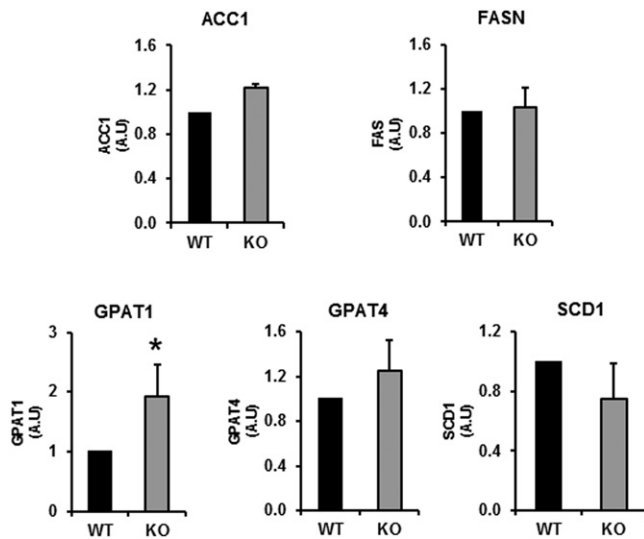 ACC1
1.6
1.2
0.8
0.4
0.0
ACC1
(A.U)
WT
KO
FASN
1.6
1.2
0.8
0.4
0.0
FAS
(A.U)
WT
KO
GPAT1
3
2
1
0
GPAT1
(A.U)
*
WT
KO
GPAT4
1.6
1.2
0.8
0.4
0.0
GPAT4
(A.U)
WT
KO
SCD1
1.2
0.8
0.4
0.0
SCD1
(A.U)
WT
KO